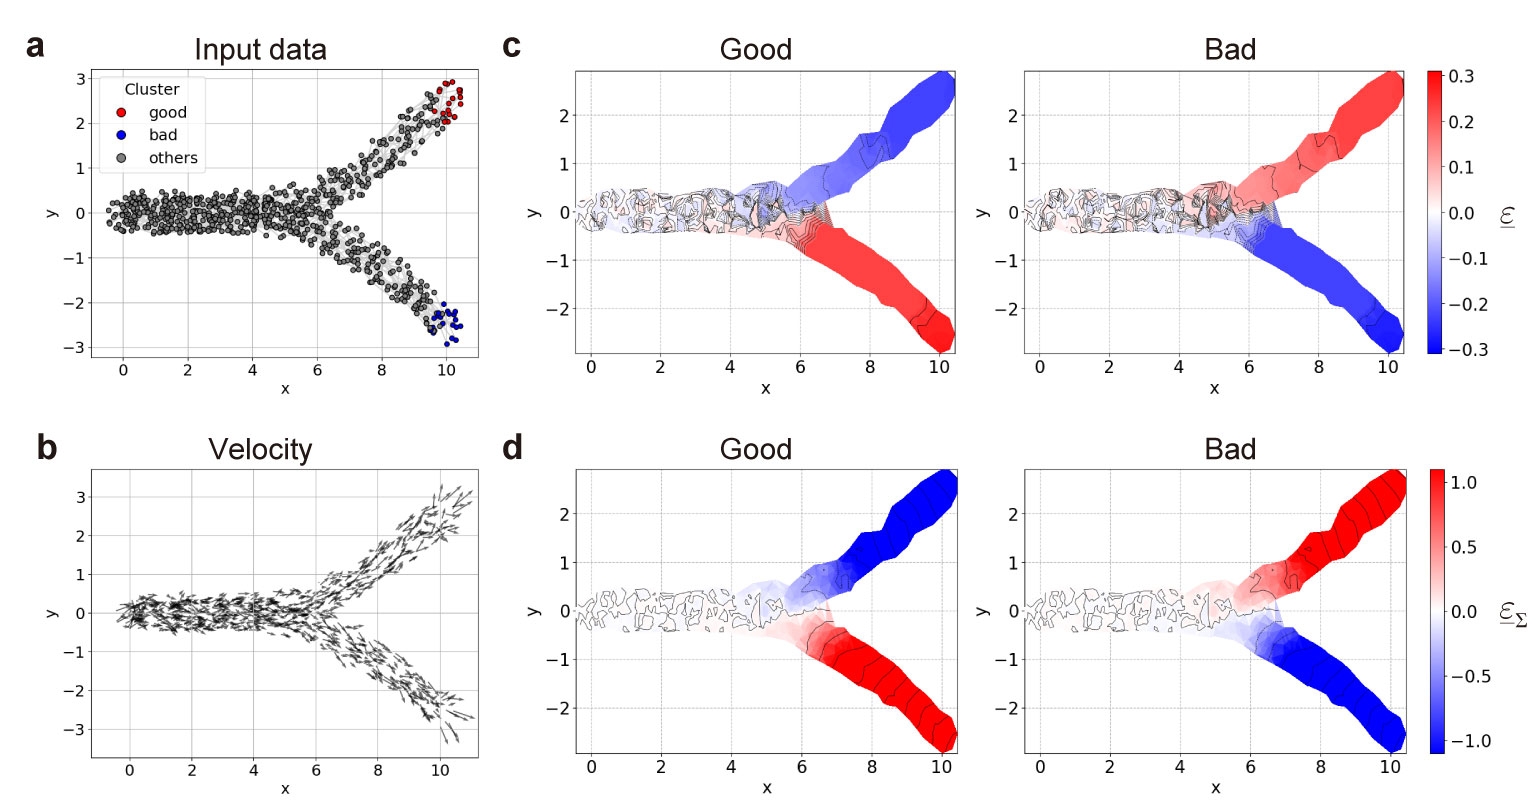 a
Input data
Cluster
good
bad
others
3
2
1
0
−1
−2
−3
y
0 2 4 6 8 10
x
c
Good
2
1
0
−1
−2
y
0 2 4 6 8 10
x
Bad
2
1
0
−1
−2
y
0 2 4 6 8 10
x
0.3
0.2
0.1
0.0
−0.1
−0.2
−0.3
b
Velocity
3
2
1
0
−1
−2
−3
y
0 2 4 6 8 10
x
d
Good
2
1
0
−1
−2
y
0 2 4 6 8 10
x
Bad
2
1
0
−1
−2
y
0 2 4 6 8 10
x
1.0
0.5
0.0
−0.5
−1.0